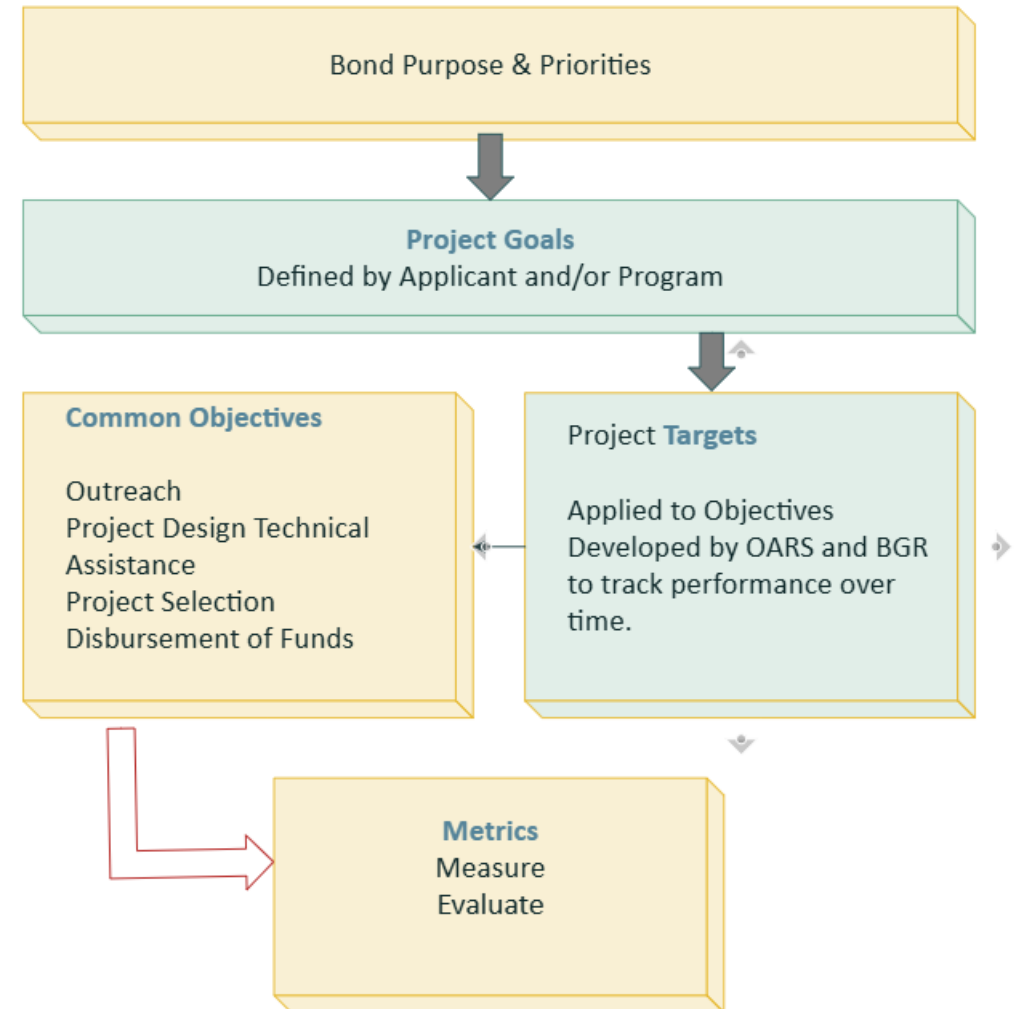 Bond Purpose & Priorities
Project Goals
Defined by Applicant and/or Program
Common Objectives
Outreach
Project Design Technical
Assistance
Project Selection
Disbursement of Funds
Project Targets
Applied to Objectives
Developed by OARS and BGR
to track performance over
time.
Metrics
Measure
Evaluate